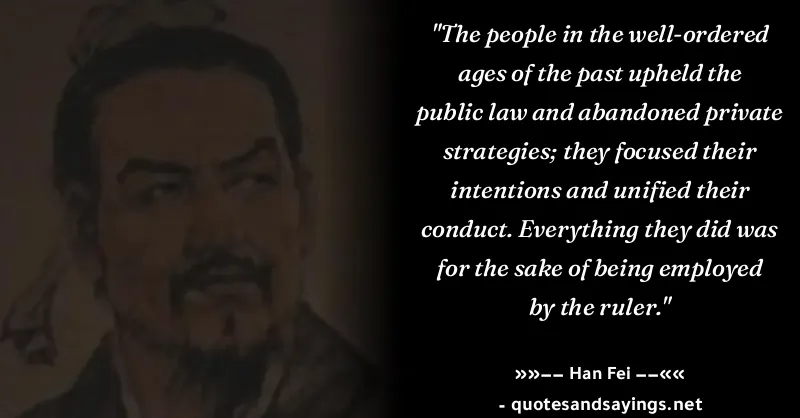 "The people in the well-ordered
ages of the past upheld the
public law and abandoned private
strategies; they focused their
intentions and unified their
conduct. Everything they did was
for the sake of being employed
by the ruler."
»»−− Han Fei −−««
- quotesandsayings.net